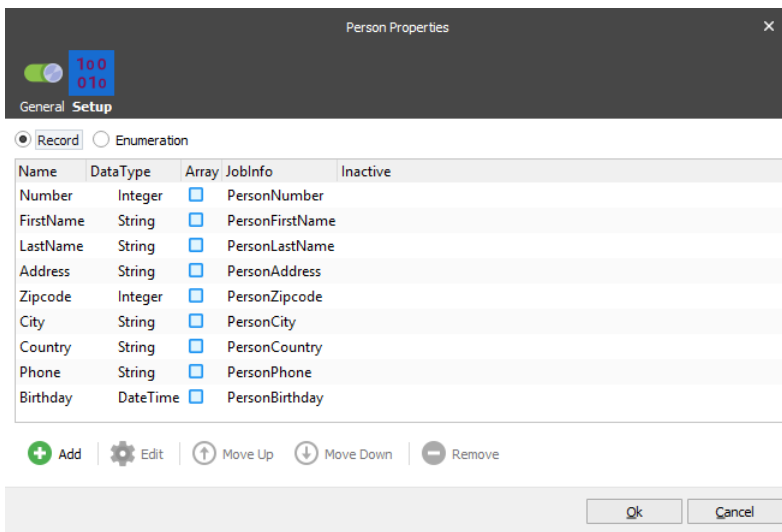 Person Properties
100
010
General Setup
Record Enumeration
Name DataType Array JobInfo Inactive
Number Integer PersonNumber
FirstName String PersonFirstName
LastName String PersonLastName
Address String PersonAddress
Zipcode Integer PersonZipcode
City String PersonCity
Country String PersonCountry
Phone String PersonPhone
Birthday DateTime PersonBirthday
Add Edit Move Up Move Down Remove
Ok Cancel